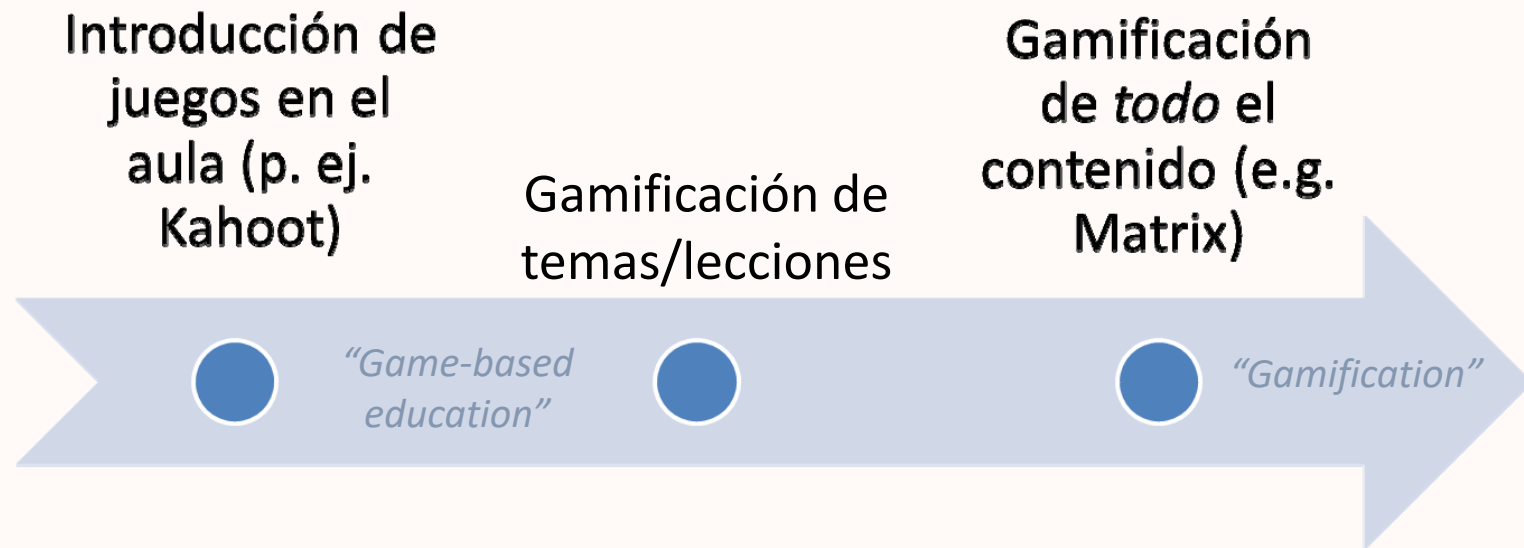 Introducción de
juegos en el
aula (p. ej.
Kahoot)
Gamificación de
temas/lecciones
Gamificación
de todo el
contenido (e.g.
Matrix)
“Game-based
education”
“Gamification”